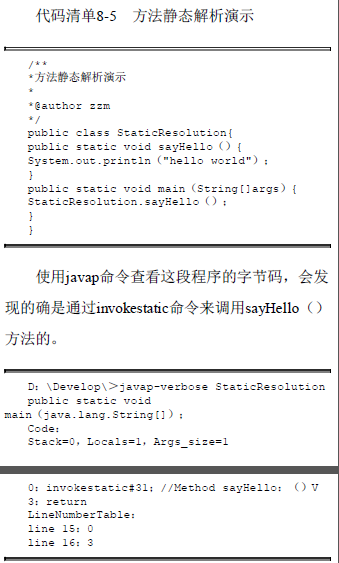 代码清单8-5 方法静态解析演示
/**
*方法静态解析演示
*
*@author zzm
*/
public class StaticResolution{
public static void sayHello（）{
System.out.println（"hello world"）；
}
public static void main（String[]args）{
StaticResolution.sayHello（）；
}
}
使用javap命令查看这段程序的字节码，会发
现的确是通过invokestatic命令来调用sayHello（）
方法的。
D：\Develop\＞javap-verbose StaticResolution
public static void
main（java.lang.String[]）；
Code：
Stack=0，Locals=1，Args_size=1
0：invokestatic#31；//Method sayHello：（）V
3：return
LineNumberTable：
line 15：0
line 16：3